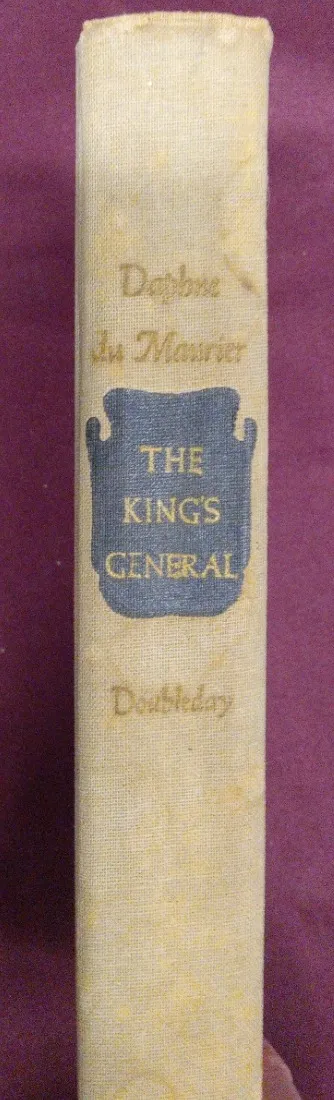 Daphne
du Maurier
THE
KING'S
GENERAL
Doubleday